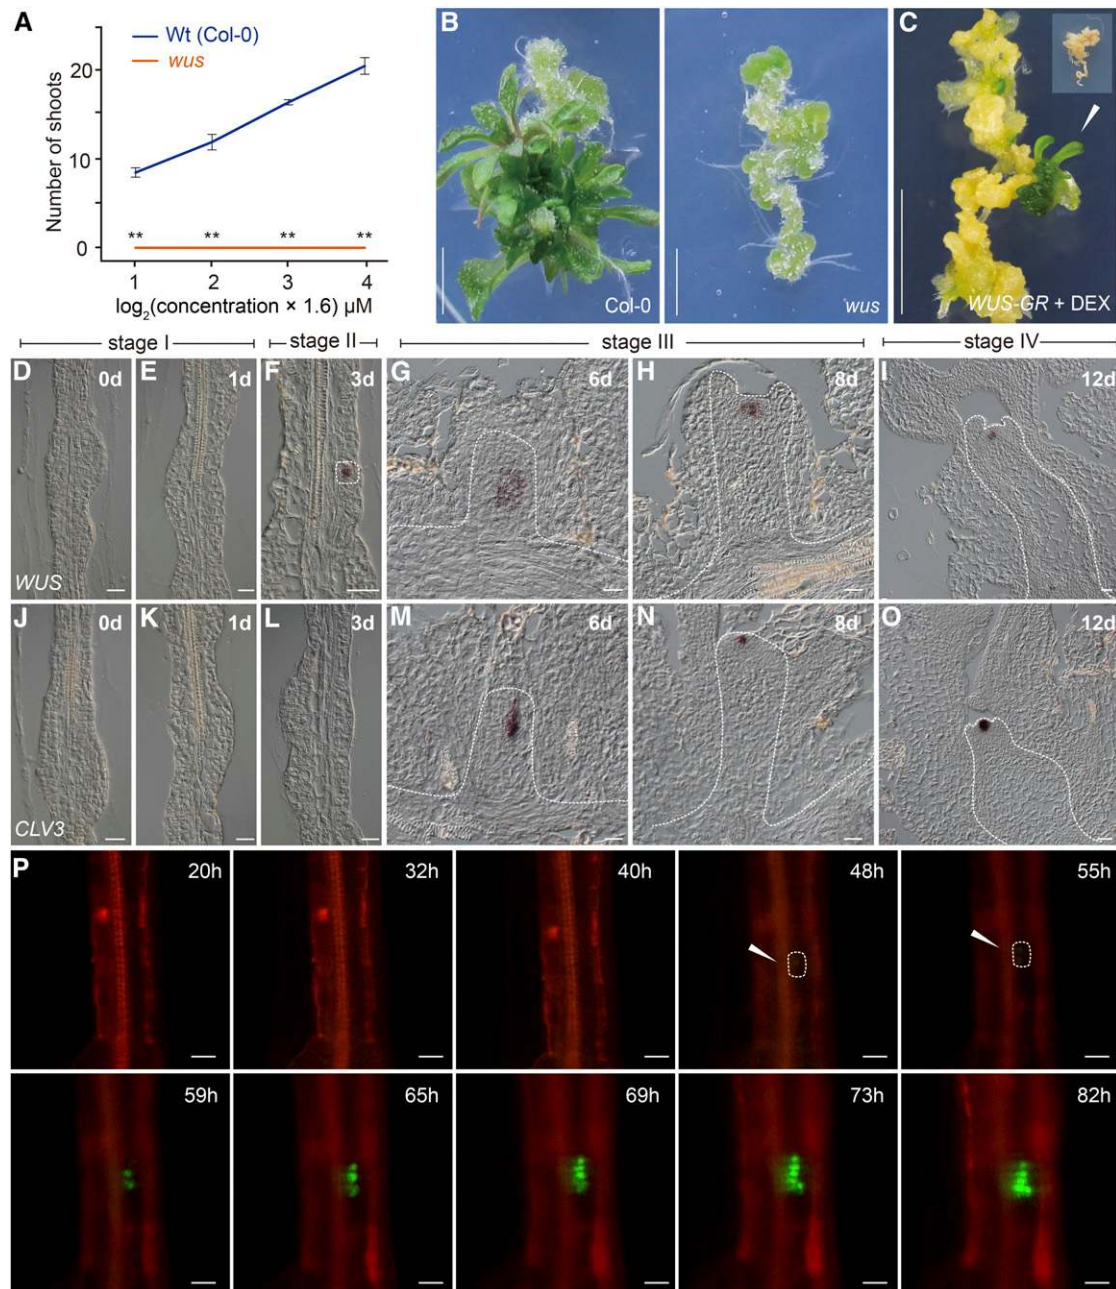 A
Wt (Col-0)
wus
Number of shoots
20
10
0
** ** ** **
1 2 3 4
log₂(concentration × 1.6) µM
B
Col-0
wus
C
WUS-GR + DEX
stage I
stage II
stage III
stage IV
D 0d
E 1d
F 3d
G 6d
H 8d
I 12d
WUS
J 0d
K 1d
L 3d
M 6d
N 8d
O 12d
CLV3
P 20h
32h
40h
48h
55h
59h
65h
69h
73h
82h